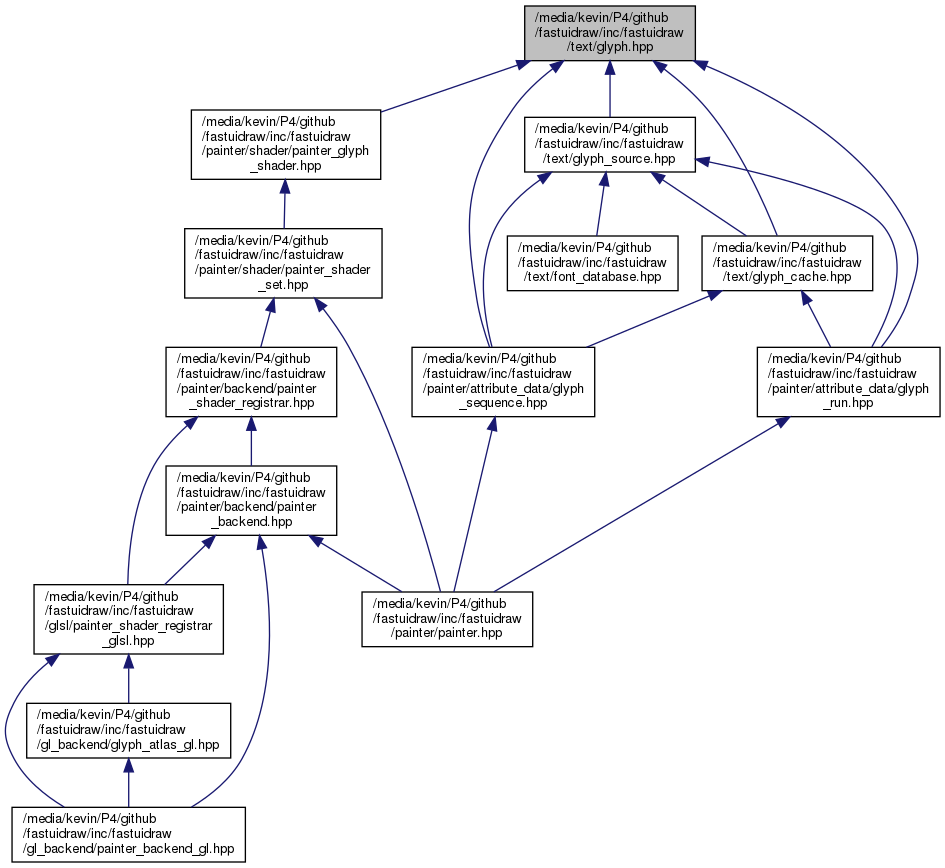 /media/kevin/P4/github
/fastuidraw/inc/fastuidraw
/text/glyph.hpp
/media/kevin/P4/github
/fastuidraw/inc/fastuidraw
/painter/shader/painter_glyph
_shader.hpp
/media/kevin/P4/github
/fastuidraw/inc/fastuidraw
/text/glyph_source.hpp
/media/kevin/P4/github
/fastuidraw/inc/fastuidraw
/painter/shader/painter_shader
_set.hpp
/media/kevin/P4/github
/fastuidraw/inc/fastuidraw
/text/font_database.hpp
/media/kevin/P4/github
/fastuidraw/inc/fastuidraw
/text/glyph_cache.hpp
/media/kevin/P4/github
/fastuidraw/inc/fastuidraw
/painter/backend/painter
_shader_registrar.hpp
/media/kevin/P4/github
/fastuidraw/inc/fastuidraw
/painter/attribute_data/glyph
_sequence.hpp
/media/kevin/P4/github
/fastuidraw/inc/fastuidraw
/painter/attribute_data/glyph
_run.hpp
/media/kevin/P4/github
/fastuidraw/inc/fastuidraw
/painter/backend/painter
_backend.hpp
/media/kevin/P4/github
/fastuidraw/inc/fastuidraw
/glsl/painter_shader_registrar
_glsl.hpp
/media/kevin/P4/github
/fastuidraw/inc/fastuidraw
/painter/painter.hpp
/media/kevin/P4/github
/fastuidraw/inc/fastuidraw
/gl_backend/glyph_atlas_gl.hpp
/media/kevin/P4/github
/fastuidraw/inc/fastuidraw
/gl_backend/painter_backend_gl.hpp